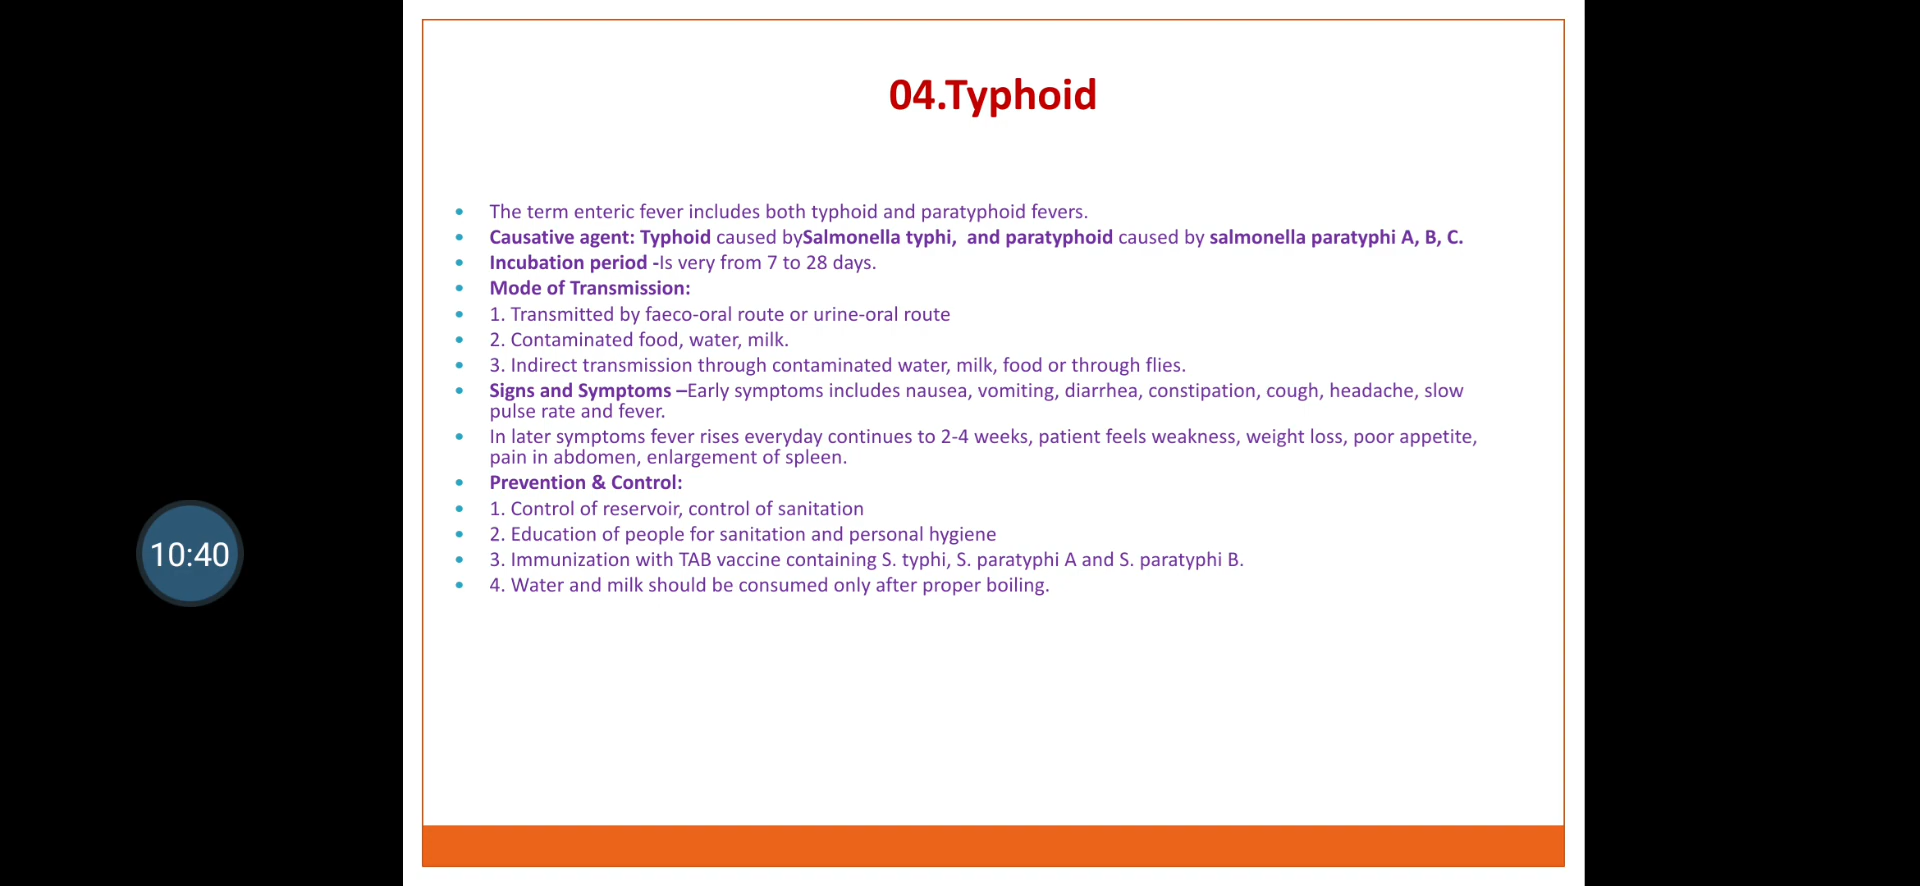 04.Typhoid
• The term enteric fever includes both typhoid and paratyphoid fevers.
• Causative agent: Typhoid caused bySalmonella typhi,  and paratyphoid caused by salmonella paratyphi A, B, C.
• Incubation period -Is very from 7 to 28 days.
• Mode of Transmission:
• 1. Transmitted by faeco-oral route or urine-oral route
• 2. Contaminated food, water, milk.
• 3. Indirect transmission through contaminated water, milk, food or through flies.
• Signs and Symptoms –Early symptoms includes nausea, vomiting, diarrhea, constipation, cough, headache, slow
pulse rate and fever.
• In later symptoms fever rises everyday continues to 2-4 weeks, patient feels weakness, weight loss, poor appetite,
pain in abdomen, enlargement of spleen.
• Prevention & Control:
• 1. Control of reservoir, control of sanitation
• 2. Education of people for sanitation and personal hygiene
• 3. Immunization with TAB vaccine containing S. typhi, S. paratyphi A and S. paratyphi B.
• 4. Water and milk should be consumed only after proper boiling.
10:40